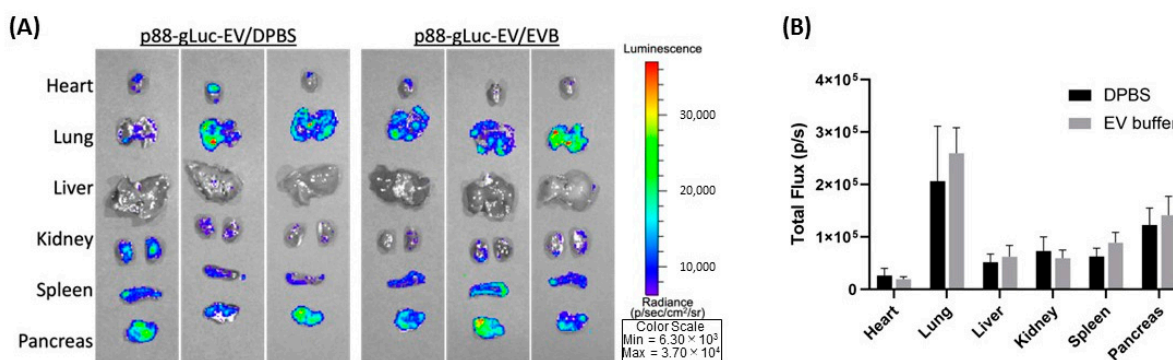 (A)
p88-gLuc-EV/DPBS
p88-gLuc-EV/EVB
Heart
Lung
Liver
Kidney
Spleen
Pancreas
Luminescence
30,000
20,000
10,000
Radiance
(p/sec/cm²/sr)
Color Scale
Min = 6.30 × 10³
Max = 3.70 × 10⁴
(B)
Total Flux (p/s)
4×10⁵
3×10⁵
2×10⁵
1×10⁵
0
DPBS
EV buffer
Heart
Lung
Liver
Kidney
Spleen
Pancreas